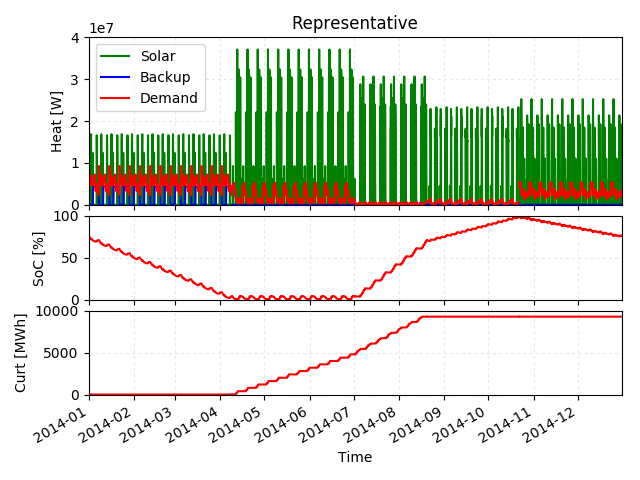 Representative
1e7
Heat [W]
4
3
2
1
0
Solar
Backup
Demand
SoC [%]
100
50
0
Curt [MWh]
10000
5000
0
2014-01
2014-02
2014-03
2014-04
2014-05
2014-06
2014-07
2014-08
2014-09
2014-10
2014-11
2014-12
Time